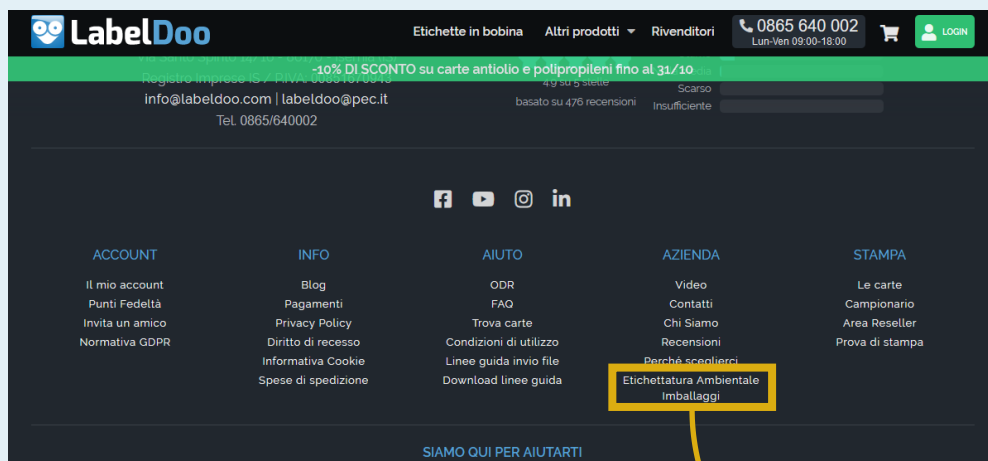 LabelDoo
Etichette in bobina
Altri prodotti
Rivenditori
0865 640 002
Lun-Ven 09:00-18:00
LOGIN
-10% DI SCONTO su carte antiolio e polipropileni fino al 31/10
4.9 su 5 stelle
Scarso
info@labeldoo.com | labeldoo@pec.it
basato su 476 recensioni
Insufficiente
Tel. 0865/640002
ACCOUNT
Il mio account
Punti Fedeltà
Invita un amico
Normativa GDPR
INFO
Blog
Pagamenti
Privacy Policy
Diritto di recesso
Informativa Cookie
Spese di spedizione
AIUTO
ODR
FAQ
Trova carte
Condizioni di utilizzo
Linee guida invio file
Download linee guida
AZIENDA
Video
Contatti
Chi Siamo
Recensioni
Perché sceglierci
Etichettatura Ambientale
Imballaggi
STAMPA
Le carte
Campionario
Area Reseller
Prova di stampa
SIAMO QUI PER AIUTARTI